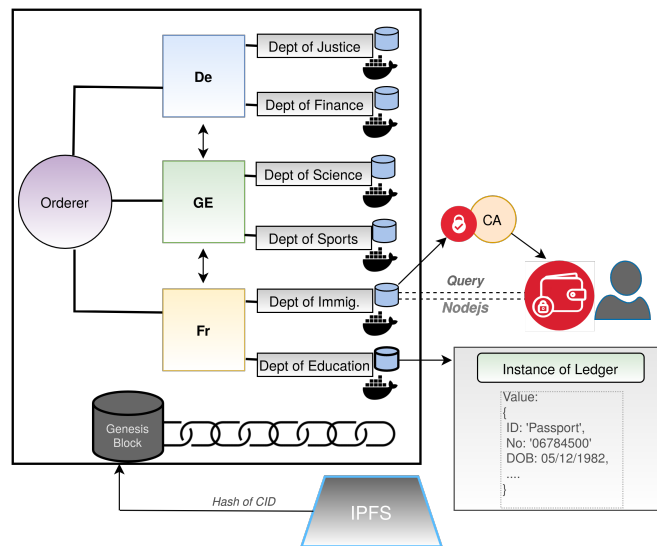 Dept of Justice
De
Dept of Finance
Dept of Science
Orderer
GE
CA
Dept of Sports
Query
Dept of Immig.
Nodejs
Fr
Dept of Education
Instance of Ledger
Value:
{
ID: 'Passport',
No: '06784500'
DOB: 05/12/1982,
....
}
Genesis
Block
Hash of CID
IPFS